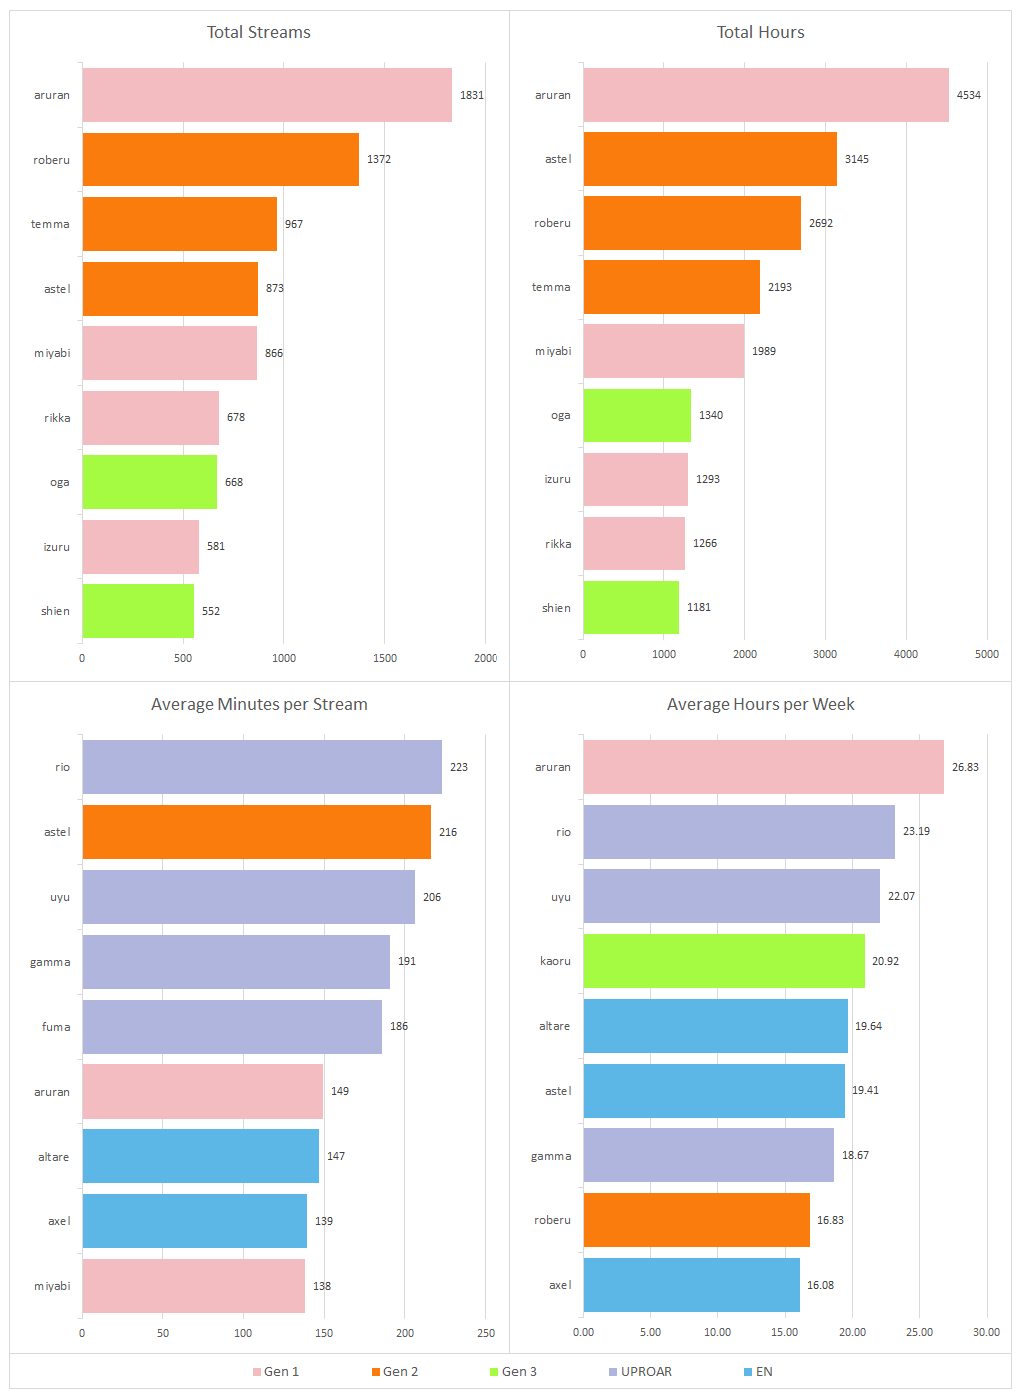 Total Streams
aruran 1831
roberu 1372
temma 967
astel 873
miyabi 866
rikka 678
oga 668
izuru 581
shien 552
0 500 1000 1500 2000
Total Hours
aruran 4534
astel 3145
roberu 2692
temma 2193
miyabi 1989
oga 1340
izuru 1293
rikka 1266
shien 1181
0 1000 2000 3000 4000 5000
Average Minutes per Stream
rio 223
astel 216
uyu 206
gamma 191
fuma 186
aruran 149
altare 147
axel 139
miyabi 138
0 50 100 150 200 250
Average Hours per Week
aruran 26.83
rio 23.19
uyu 22.07
kaoru 20.92
altare 19.64
astel 19.41
gamma 18.67
roberu 16.83
axel 16.08
0.00 5.00 10.00 15.00 20.00 25.00 30.00
Gen 1 Gen 2 Gen 3 UPROAR EN